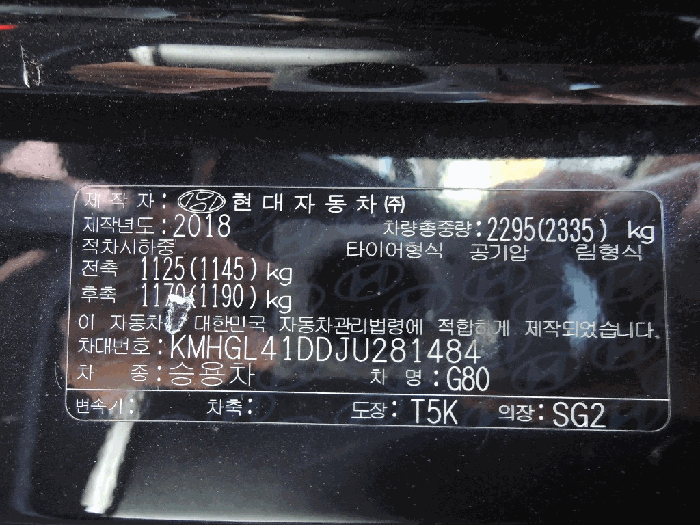 제 작 자 : 현 대 자 동 차 ㈜
제작년도 : 2018 차량총중량 : 2295(2335) kg
적차시하중 타이어형식 공기압 림형식
전축 1125(1145) kg
후축 1170(1190) kg
이 자동차는 대한민국 자동차관리법령에 적합하게 제작되었습니다.
차대번호 : KMHGL41DDJU281484
차 종 : 승용차 차 명 : G80
변속기 : 차축 : 도장 : T5K 의장 : SG2